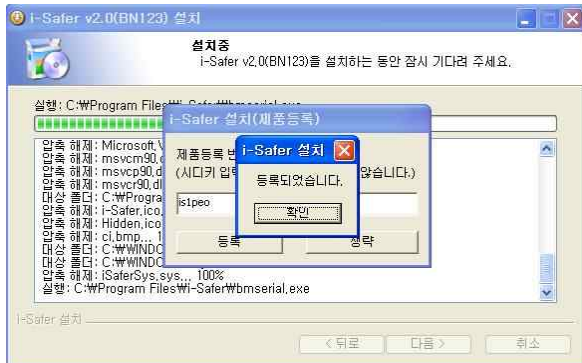 i-Safer v2.0(BN123) 설치
설치중
i-Safer v2.0(BN123)을 설치하는 동안 잠시 기다려 주세요.
실행: C:₩Program Files₩i-Safer₩bmserial.exe
i-Safer 설치(제품등록)
압축 해제: Microsoft.V
압축 해제: msvcm90.d
압축 해제: msvcp90.d
압축 해제: msvcr90.dl
대상 폴더: C:₩Progra
압축 해제: i-Safer.ico
압축 해제: Hidden.ico
압축 해제: ci.bmp... 1
대상 폴더: C:₩WINDO
대상 폴더: C:₩WINDO
압축 해제: iSaferSys.sys... 100%
실행: C:₩Program Files₩i-Safer₩bmserial.exe
제품등록 번
(시디키 입력
않습니다.)
is1peo
등록
생략
i-Safer 설치
등록되었습니다.
확인
i-Safer 설치
< 뒤로
다음 >
취소